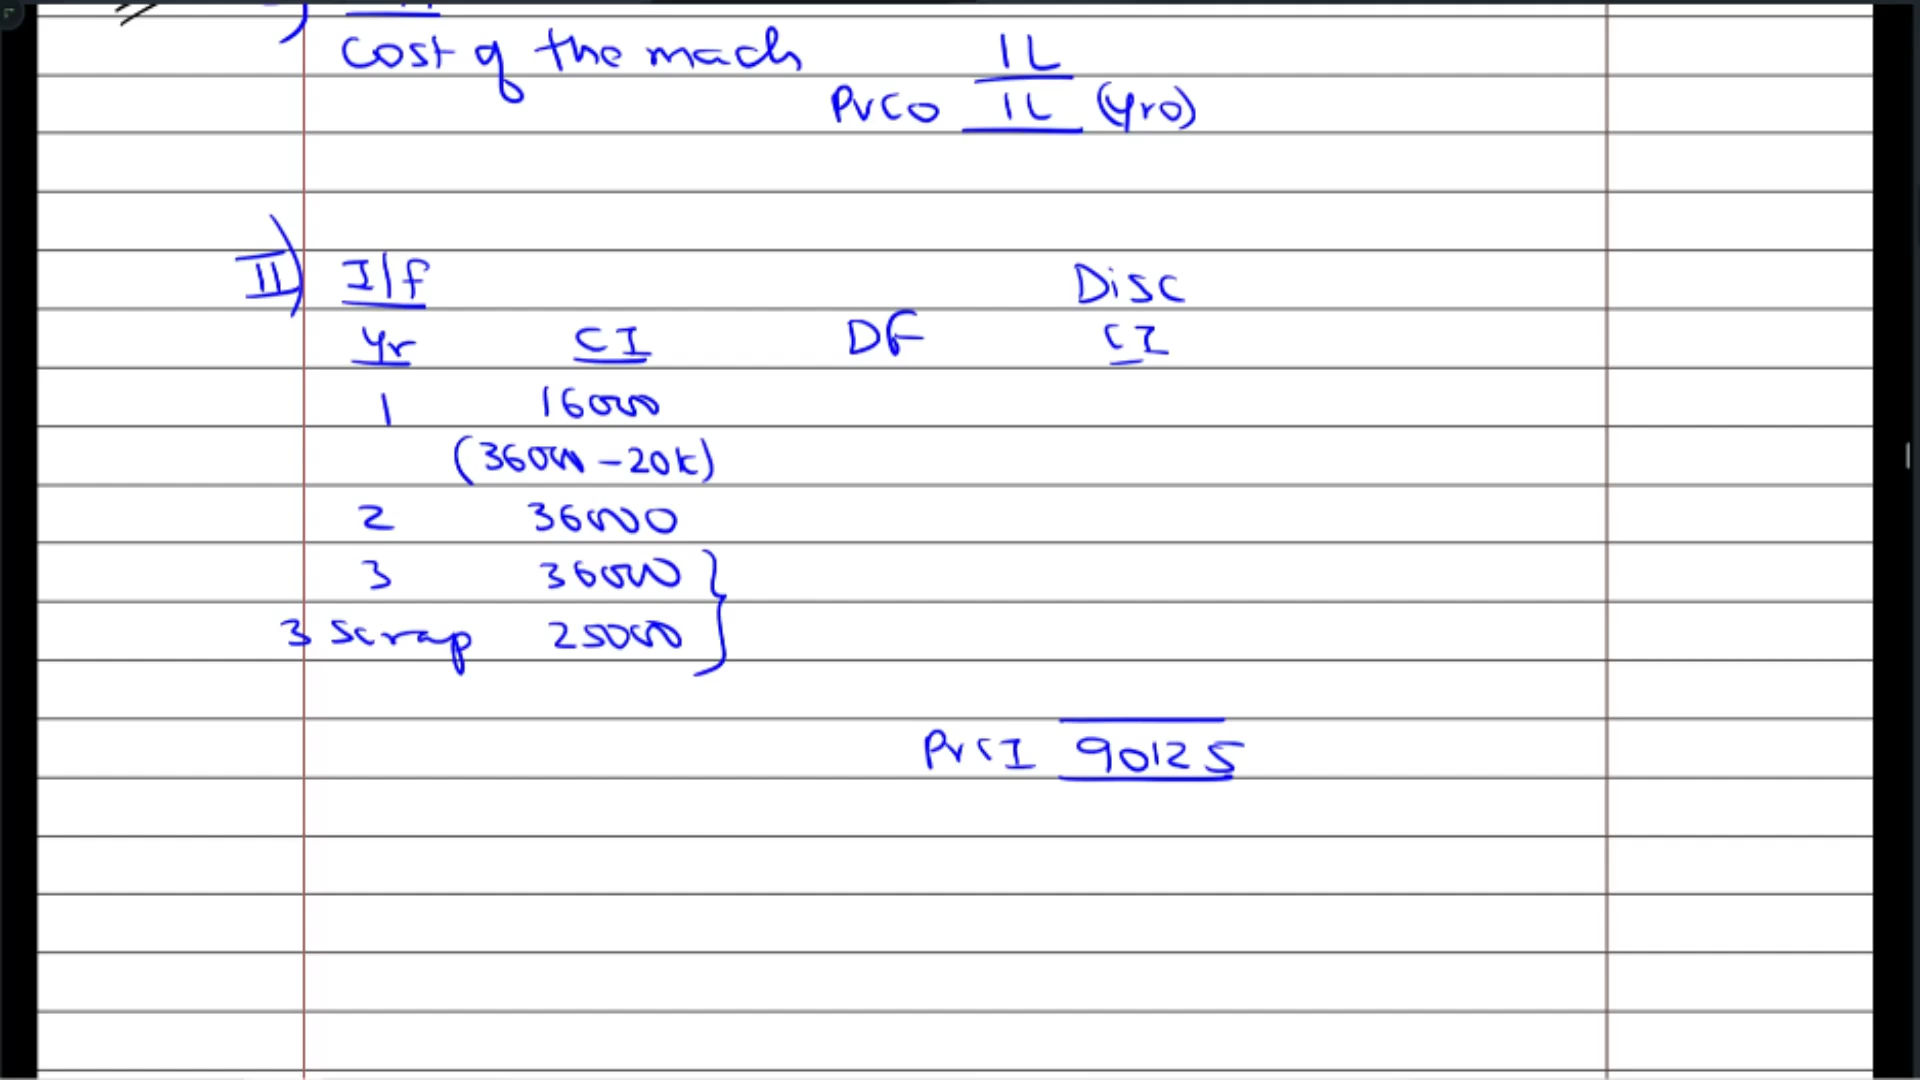 Cost of the mach 1L
PVCO 1L (yr0)
II) I/f Disc
Yr CI DF CI
1 16000
(36000-20k)
2 36000
3 36000
3 Scrap 25000
PVCI 90125